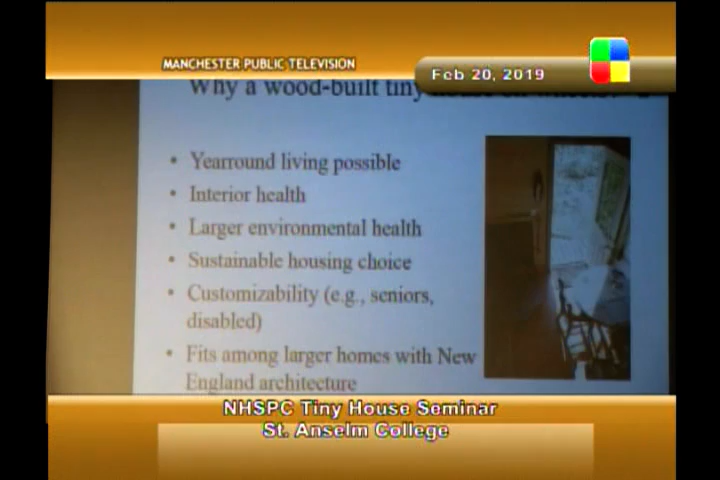 MANCHESTER PUBLIC TELEVISION
Feb 20, 2019
Why a wood-built tiny
• Yearround living possible
• Interior health
• Larger environmental health
• Sustainable housing choice
• Customizability (e.g., seniors,
disabled)
• Fits among larger homes with New
England architecture
NHSPC Tiny House Seminar
St. Anselm College